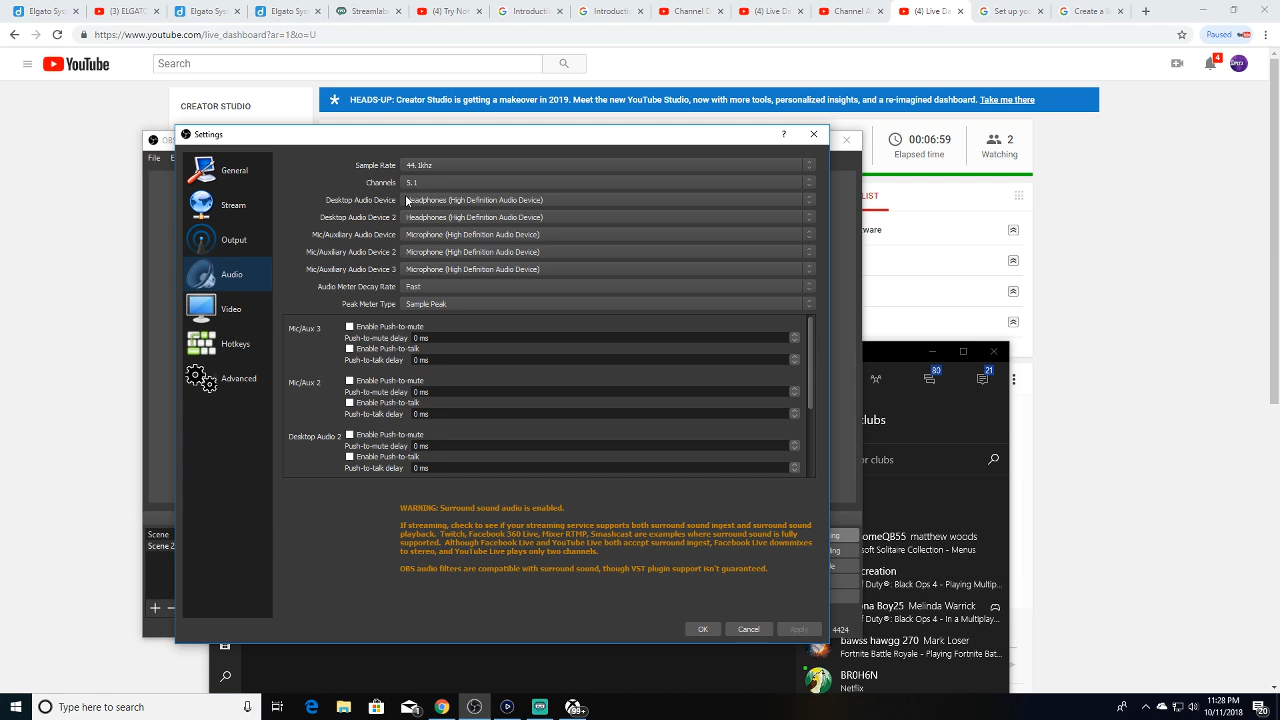 Elgato Sys
(3) ELGATO
Elgato Sys
Elgato Sys
Streamlab
(4) Try No
Introductic
Introductic
Channel D
(4) Live Da
Channel A
(4) Live Da
Set up you
Create a li
https://www.youtube.com/live_dashboard?ar=1&o=U
Paused
YouTube
Search
4
CREATOR STUDIO
HEADS-UP: Creator Studio is getting a makeover in 2019. Meet the new YouTube Studio, now with more tools, personalized insights, and a re-imagined dashboard. Take me there
OBS
File
Settings
?
00:06:59
Elapsed time
2
Watching
General
Stream
Output
Audio
Video
Hotkeys
Advanced
Sample Rate 44.1khz
Channels 5.1
Desktop Audio Device Headphones (High Definition Audio Device)
Desktop Audio Device 2 Headphones (High Definition Audio Device)
Mic/Auxiliary Audio Device Microphone (High Definition Audio Device)
Mic/Auxiliary Audio Device 2 Microphone (High Definition Audio Device)
Mic/Auxiliary Audio Device 3 Microphone (High Definition Audio Device)
Audio Meter Decay Rate Fast
Peak Meter Type Sample Peak
Mic/Aux 3 Enable Push-to-mute
Push-to-mute delay 0 ms
Enable Push-to-talk
Push-to-talk delay 0 ms
Mic/Aux 2 Enable Push-to-mute
Push-to-mute delay 0 ms
Enable Push-to-talk
Push-to-talk delay 0 ms
Desktop Audio 2 Enable Push-to-mute
Push-to-mute delay 0 ms
Enable Push-to-talk
Push-to-talk delay 0 ms
WARNING: Surround sound audio is enabled.
If streaming, check to see if your streaming service supports both surround sound ingest and surround sound
playback. Twitch, Facebook 360 Live, Mixer RTMP, Smashcast are examples where surround sound is fully
supported. Although Facebook Live and YouTube Live both accept surround ingest, Facebook Live downmixes
to stereo, and YouTube Live plays only two channels.
OBS audio filters are compatible with surround sound, though VST plugin support isn't guaranteed.
OK
Cancel
Apply
LIST
ware
80
21
clubs
or clubs
Scene
Scene 2
ing
ling
4424
omeQB55 matthew woods
soft Solitaire Collection - Menus
creation
of Duty®: Black Ops 4 - Playing Multip...
na Boy25 Melinda Warrick
of Duty®: Black Ops 4 - In a Multiplay...
bawss hawgg 270 Mark Loser
Fortnite Battle Royale - Playing Fortnite Bat...
BR0H6N
Netflix
Type here to search
11:28 PM
10/11/2018
20